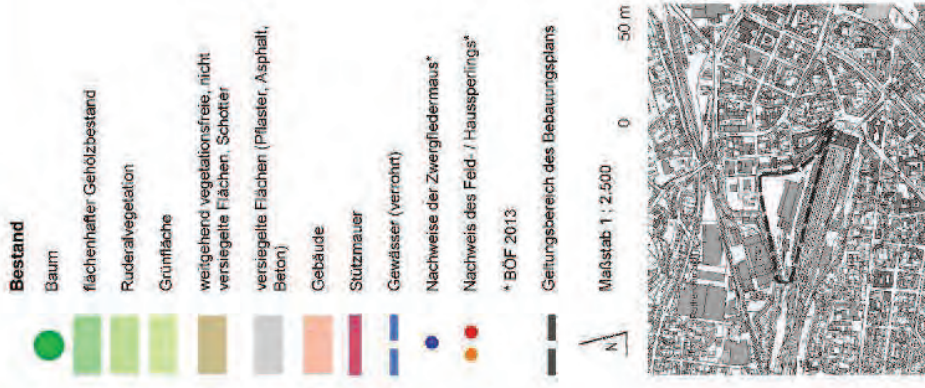 Bestand
Baum
flächenhafter Gehölzbestand
Ruderalvegetation
Grünfläche
weitgehend vegetationsfreie, nicht
versiegelte Flächen, Schotter
versiegelte Flächen (Pflaster, Asphalt,
Beton)
Gebäude
Stützmauer
Gewässer (verrohrt)
Nachweise der Zwergfledermaus*
Nachweis des Feld- / Haussperlings*
* BÖF 2013
Geltungsbereich des Bebauungsplans
N
Maßstab 1 : 2.500
0
50 m